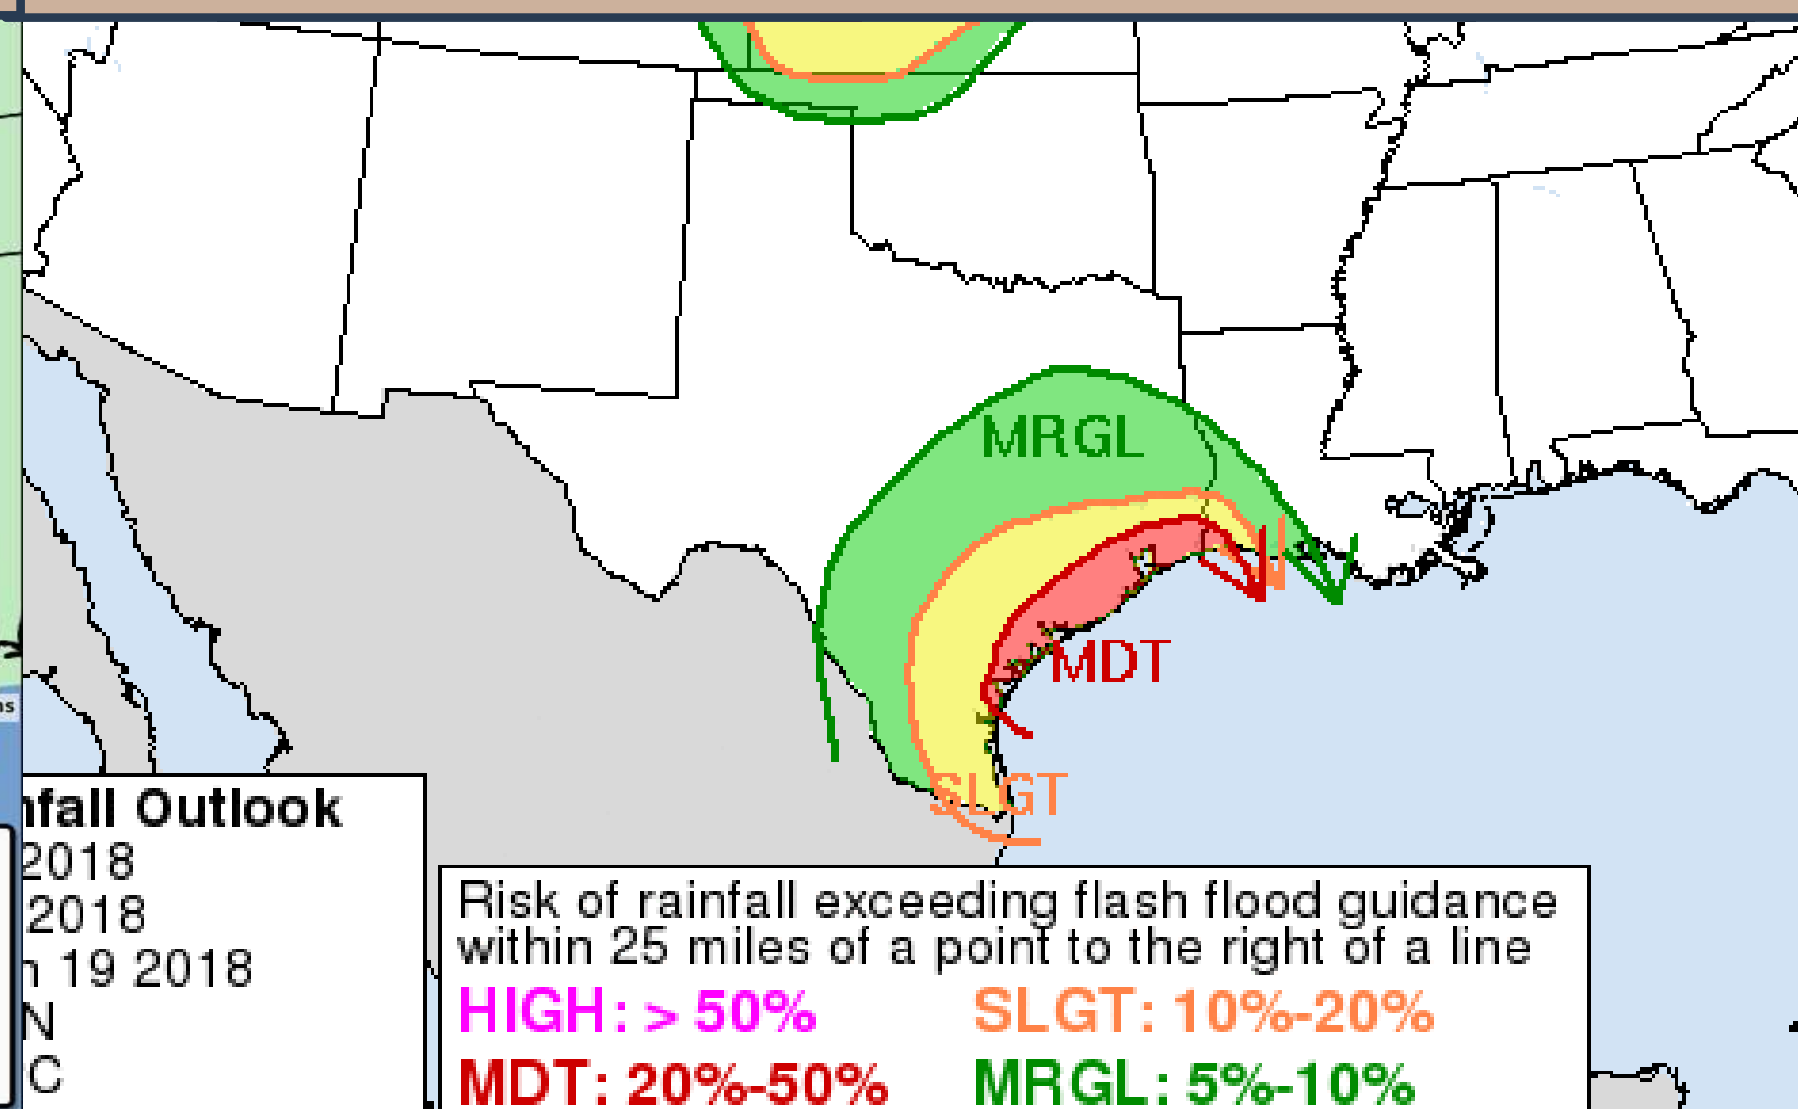 MRGL
MDT
SLGT
nfall Outlook
2018
2018
n 19 2018
N
C
ns
Risk of rainfall exceeding flash flood guidance
within 25 miles of a point to the right of a line
HIGH: > 50% SLGT: 10%-20%
MDT: 20%-50% MRGL: 5%-10%